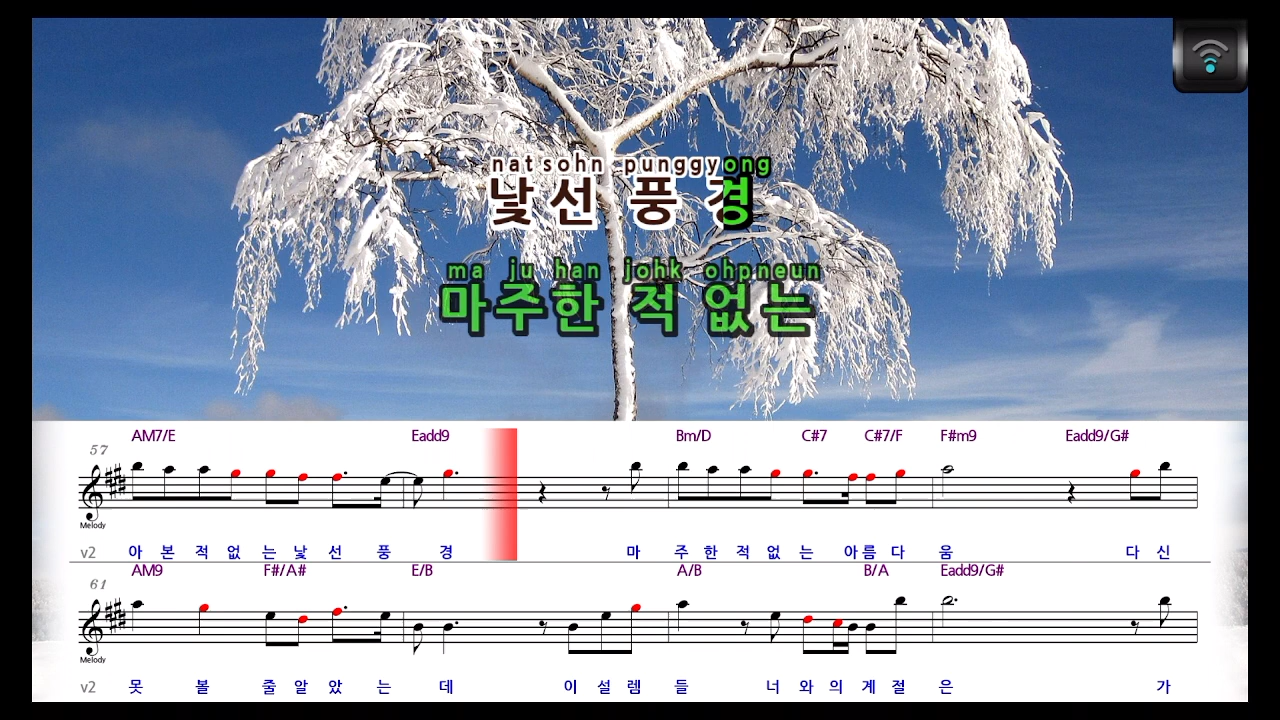 nat sohn punggyong
낯선 풍경
ma ju han johk ohpneun
마주한 적 없는
AM7/E Eadd9 Bm/D C#7 C#7/F F#m9 Eadd9/G#
57
Melody
v2 아 본 적 없 는 낯 선 풍 경 마 주 한 적 없 는 아 름 다 움 다 신
AM9 F#/A# E/B A/B B/A Eadd9/G#
61
Melody
v2 못 볼 줄 알 았 는 데 이 설 렘 들 너 와 의 계 절 은 가